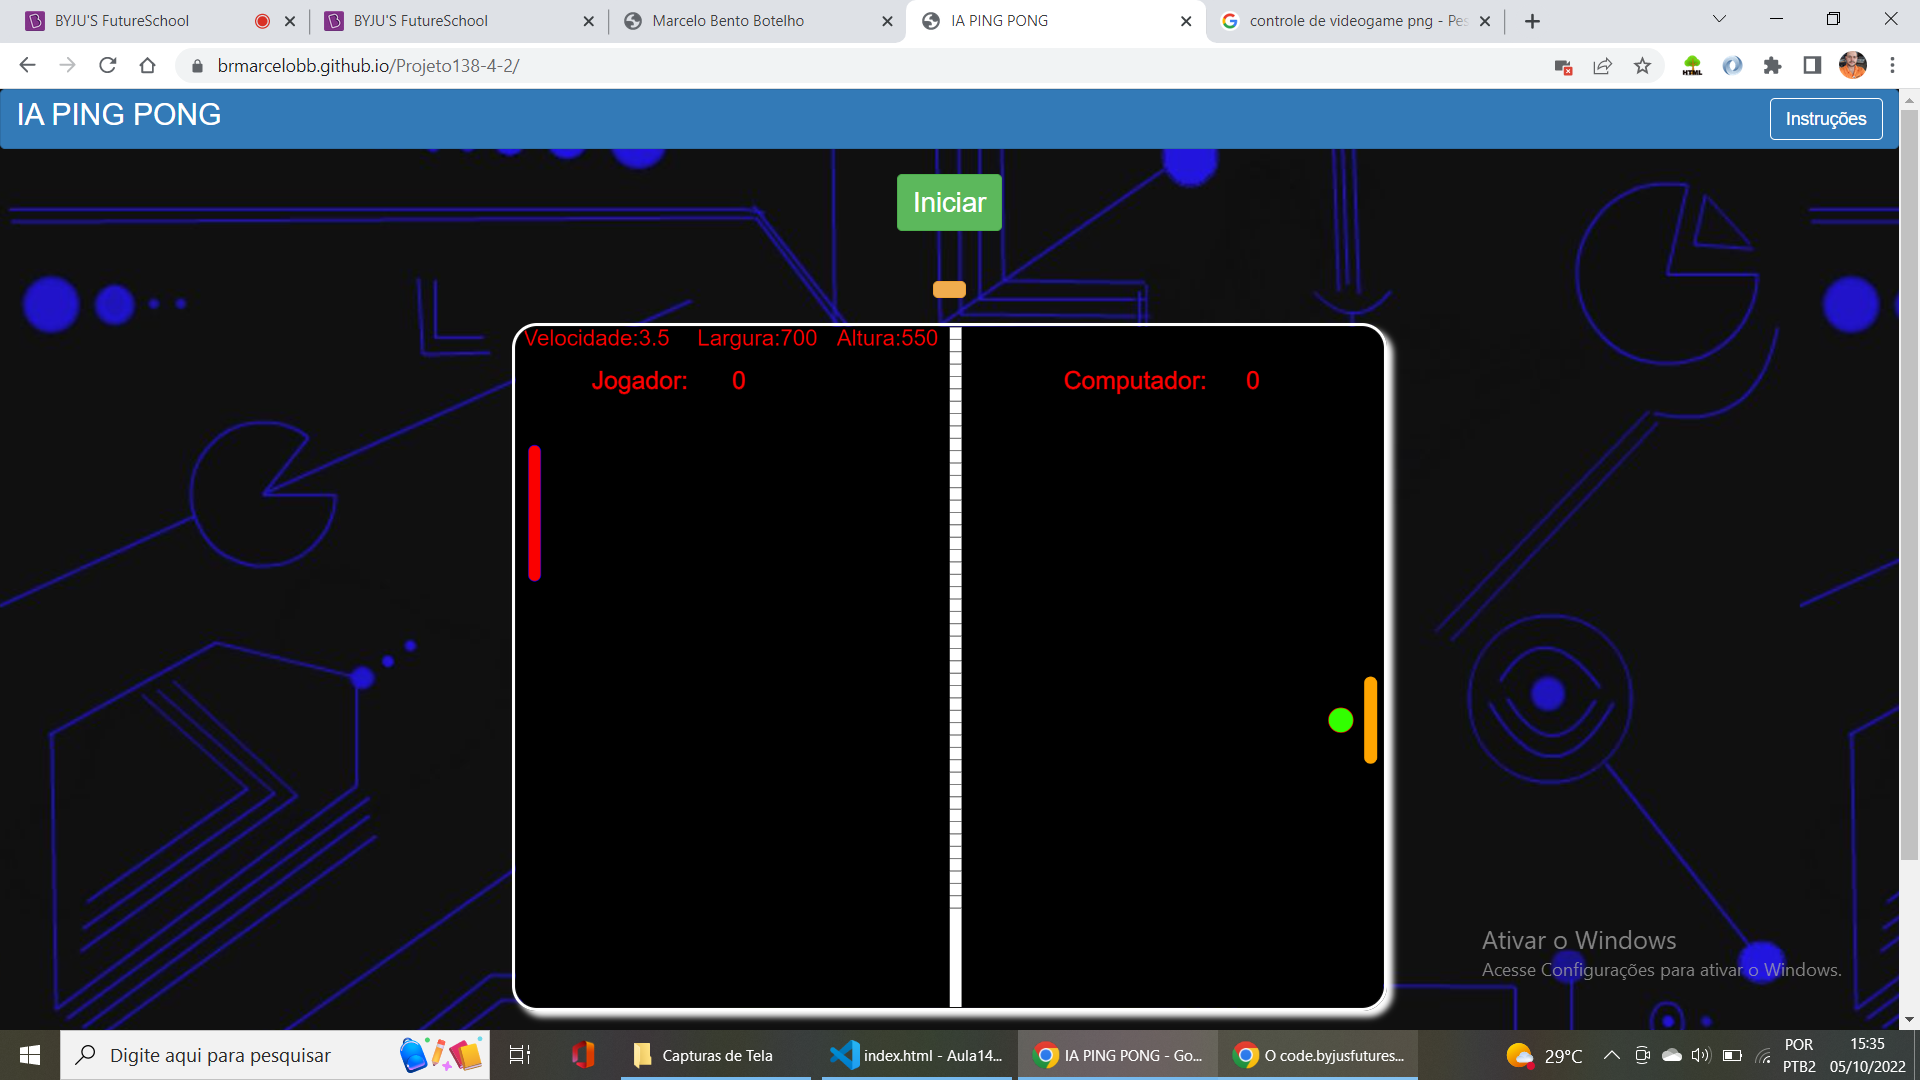 BYJU'S FutureSchool
BYJU'S FutureSchool
Marcelo Bento Botelho
IA PING PONG
controle de videogame png - Pes
brmarcelobb.github.io/Projeto138-4-2/
HTML
IA PING PONG
Instruções
Iniciar
Velocidade:3.5 Largura:700 Altura:550
Jogador: 0
Computador: 0
Ativar o Windows
Acesse Configurações para ativar o Windows.
Digite aqui para pesquisar
Capturas de Tela
index.html - Aula14...
IA PING PONG - Go...
O code.byjusfutures...
29°C
POR
PTB2
15:35
05/10/2022